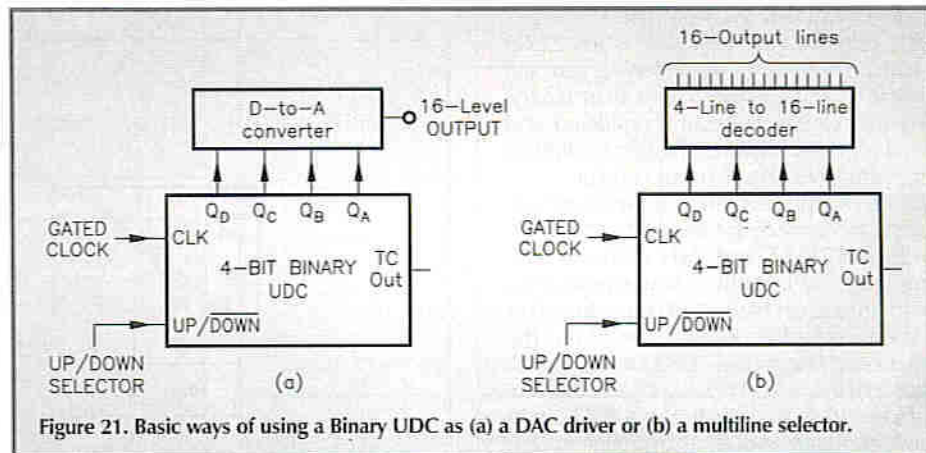 16-Output lines
D-to-A
converter
16-Level
OUTPUT
4-Line to 16-line
decoder
QD QC QB QA
GATED
CLOCK
CLK
4-BIT BINARY
UDC
TC
Out
UP/DOWN
UP/DOWN
SELECTOR
(a)
QD QC QB QA
GATED
CLOCK
CLK
4-BIT BINARY
UDC
TC
Out
UP/DOWN
UP/DOWN
SELECTOR
(b)
Figure 21. Basic ways of using a Binary UDC as (a) a DAC driver or (b) a multiline selector.